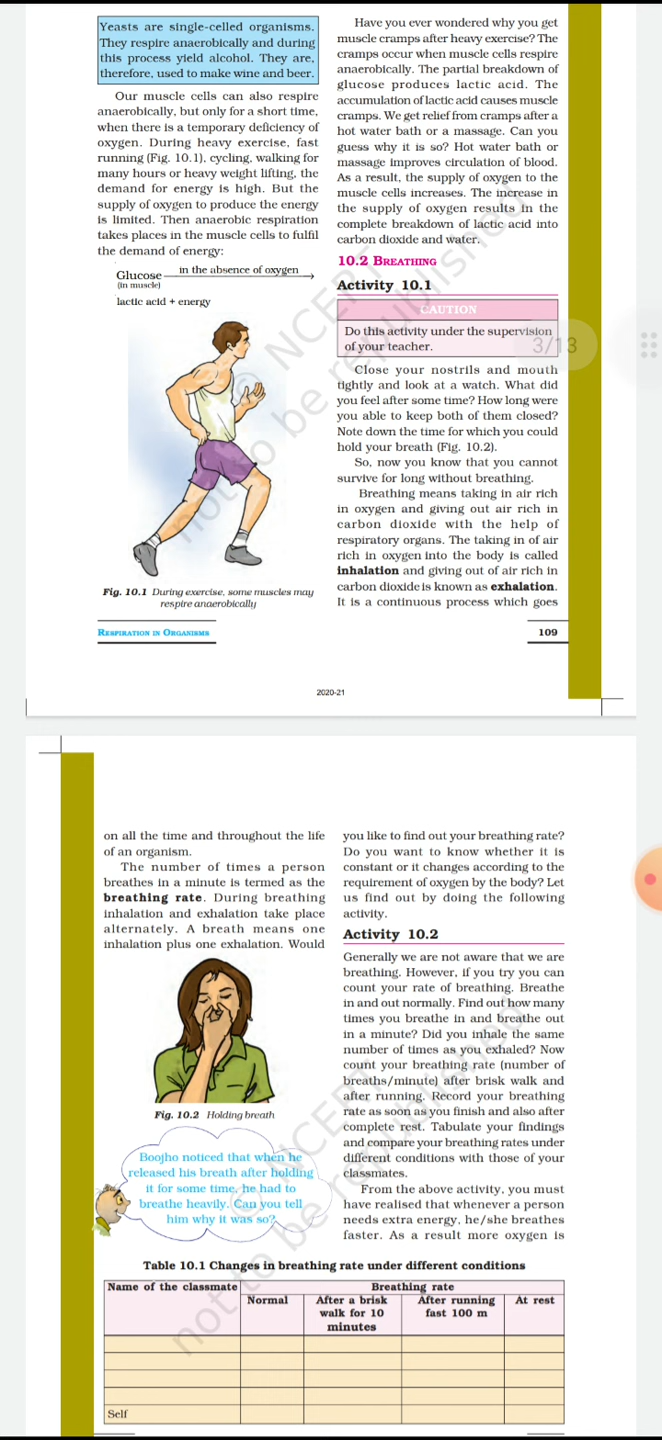 Yeasts are single-celled organisms.
They respire anaerobically and during
this process yield alcohol. They are,
therefore, used to make wine and beer.
Our muscle cells can also respire
anaerobically, but only for a short time,
when there is a temporary deficiency of
oxygen. During heavy exercise, fast
running (Fig. 10.1), cycling, walking for
many hours or heavy weight lifting, the
demand for energy is high. But the
supply of oxygen to produce the energy
is limited. Then anaerobic respiration
takes places in the muscle cells to fulfil
the demand of energy:
Glucose in the absence of oxygen
(in muscle)
lactic acid + energy
Fig. 10.1 During exercise, some muscles may
respire anaerobically
Have you ever wondered why you get
muscle cramps after heavy exercise? The
cramps occur when muscle cells respire
anaerobically. The partial breakdown of
glucose produces lactic acid. The
accumulation of lactic acid causes muscle
cramps. We get relief from cramps after a
hot water bath or a massage. Can you
guess why it is so? Hot water bath or
massage improves circulation of blood.
As a result, the supply of oxygen to the
muscle cells increases. The increase in
the supply of oxygen results in the
complete breakdown of lactic acid into
carbon dioxide and water.
10.2 BREATHING
Activity 10.1
CAUTION
Do this activity under the supervision
of your teacher.
3/13
Close your nostrils and mouth
tightly and look at a watch. What did
you feel after some time? How long were
you able to keep both of them closed?
Note down the time for which you could
hold your breath (Fig. 10.2).
So, now you know that you cannot
survive for long without breathing.
Breathing means taking in air rich
in oxygen and giving out air rich in
carbon dioxide with the help of
respiratory organs. The taking in of air
rich in oxygen into the body is called
inhalation and giving out of air rich in
carbon dioxide is known as exhalation.
It is a continuous process which goes
RESPIRATION IN ORGANISMS
109
2020-21
© NCERT
not to be republished
on all the time and throughout the life
of an organism.
The number of times a person
breathes in a minute is termed as the
breathing rate. During breathing
inhalation and exhalation take place
alternately. A breath means one
inhalation plus one exhalation. Would
Fig. 10.2 Holding breath
Boojho noticed that when he
released his breath after holding
it for some time, he had to
breathe heavily. Can you tell
him why it was so?
you like to find out your breathing rate?
Do you want to know whether it is
constant or it changes according to the
requirement of oxygen by the body? Let
us find out by doing the following
activity.
Activity 10.2
Generally we are not aware that we are
breathing. However, if you try you can
count your rate of breathing. Breathe
in and out normally. Find out how many
times you breathe in and breathe out
in a minute? Did you inhale the same
number of times as you exhaled? Now
count your breathing rate (number of
breaths/minute) after brisk walk and
after running. Record your breathing
rate as soon as you finish and also after
complete rest. Tabulate your findings
and compare your breathing rates under
different conditions with those of your
classmates.
From the above activity, you must
have realised that whenever a person
needs extra energy, he/she breathes
faster. As a result more oxygen is
Table 10.1 Changes in breathing rate under different conditions
Name of the classmate Breathing rate
Normal After a brisk After running At rest
walk for 10 fast 100 m
minutes
Self
© NCERT
not to be republished